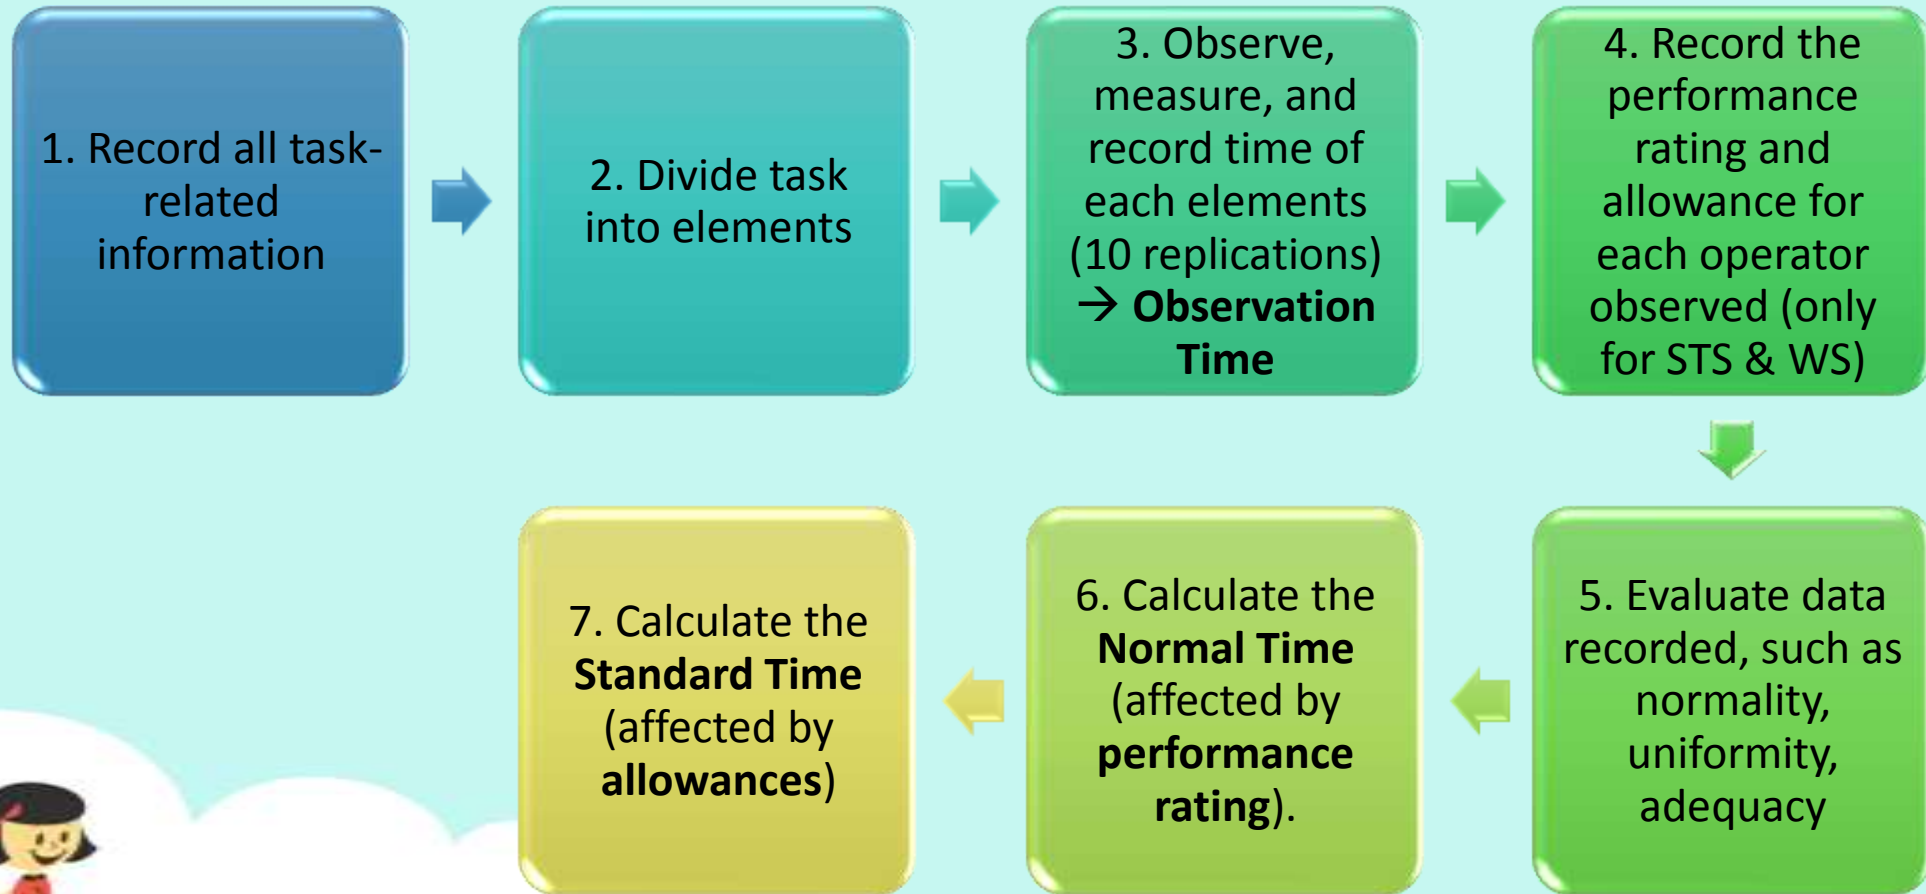 1. Record all task-
related
information
2. Divide task
into elements
3. Observe,
measure, and
record time of
each elements
(10 replications)
→ Observation
Time
4. Record the
performance
rating and
allowance for
each operator
observed (only
for STS & WS)
5. Evaluate data
recorded, such as
normality,
uniformity,
adequacy
6. Calculate the
Normal Time
(affected by
performance
rating).
7. Calculate the
Standard Time
(affected by
allowances)